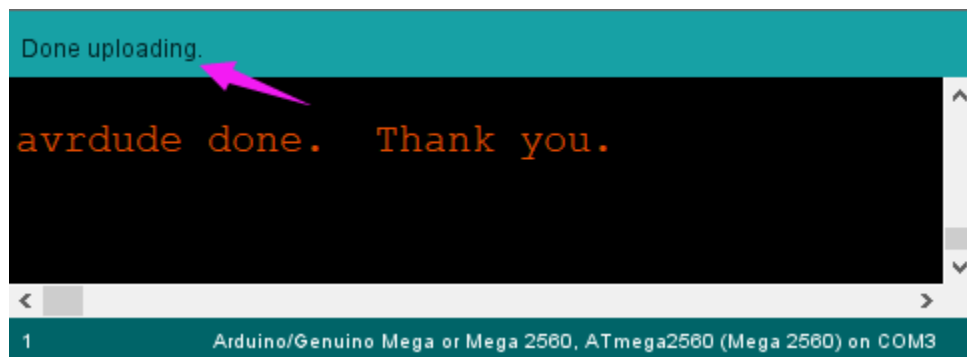 Done uploading.
avrdude done.  Thank you.
1 Arduino/Genuino Mega or Mega 2560, ATmega2560 (Mega 2560) on COM3